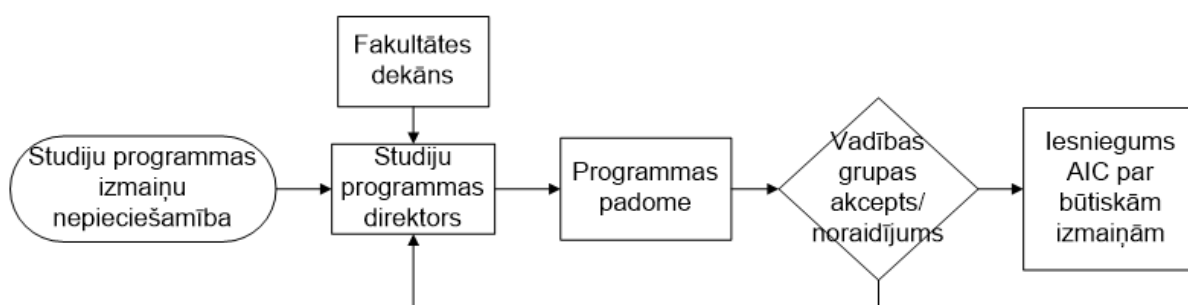 Fakultātes
dekāns
Studiju programmas
izmaiņu
nepieciešamība
Studiju
programmas
direktors
Programmas
padome
Vadības
grupas
akcepts/
noraidījums
Iesniegums
AIC par
būtiskām
izmaiņām